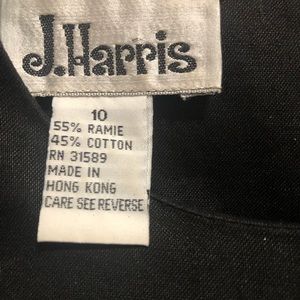 J.Harris
10
55% RAMIE
45% COTTON
RN 31589
MADE IN
HONG KONG
CARE SEE REVERSE